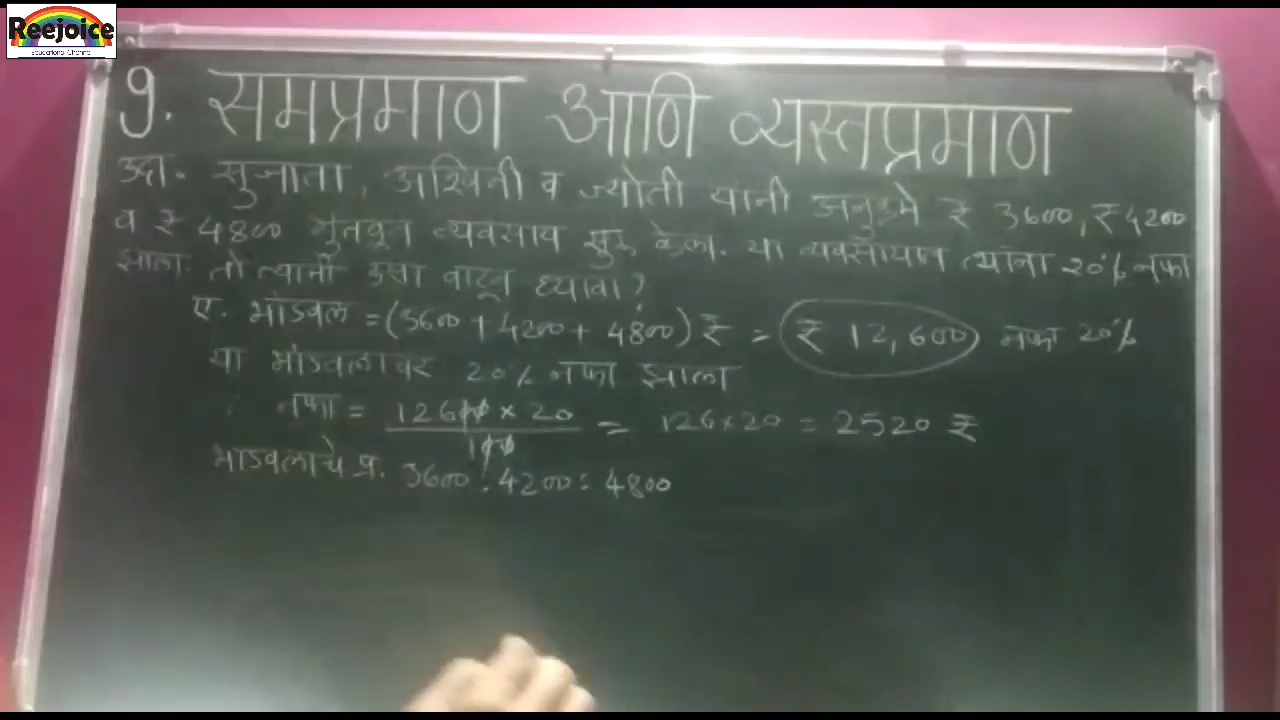 Reejoice
Educational Channel
9. समप्रमाण आणि व्यस्तप्रमाण
उदा. सुजाता, अश्विनी व ज्योती यांनी अनुक्रमे ₹ 3600, ₹ 4200
व ₹ 4800 गुंतवून व्यवसाय सुरू केला. या व्यवसायात त्यांना 20% नफा
झाला. तो त्यांनी कसा वाटून घ्यावा?
ए. भांडवल = (3600 + 4200 + 4800) ₹ = ₹ 12,600 नफा 20%
या भांडवलावर 20% नफा झाला
∴ नफा = 12600 × 20 / 100 = 126 × 20 = 2520 ₹
भांडवलाचे प्र. 3600 : 4200 : 4800